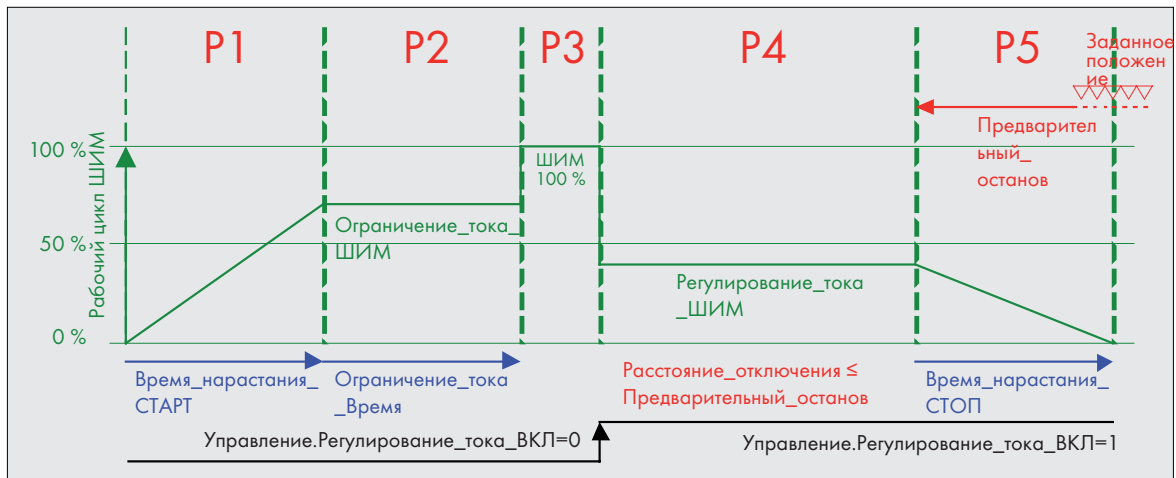 P1
P2
P3
P4
P5
Заданное
положен
ие
Предварител
ьный_
останов
Рабочий цикл ШИМ
100 %
50 %
0 %
ШИМ
100 %
Ограничение_тока_
ШИМ
Регулирование_тока
_ШИМ
Время_нарастания_
СТАРТ
Ограничение_тока
_Время
Расстояние_отключения ≤
Предварительный_останов
Время_нарастания_
СТОП
Управление.Регулирование_тока_ВКЛ=0
Управление.Регулирование_тока_ВКЛ=1